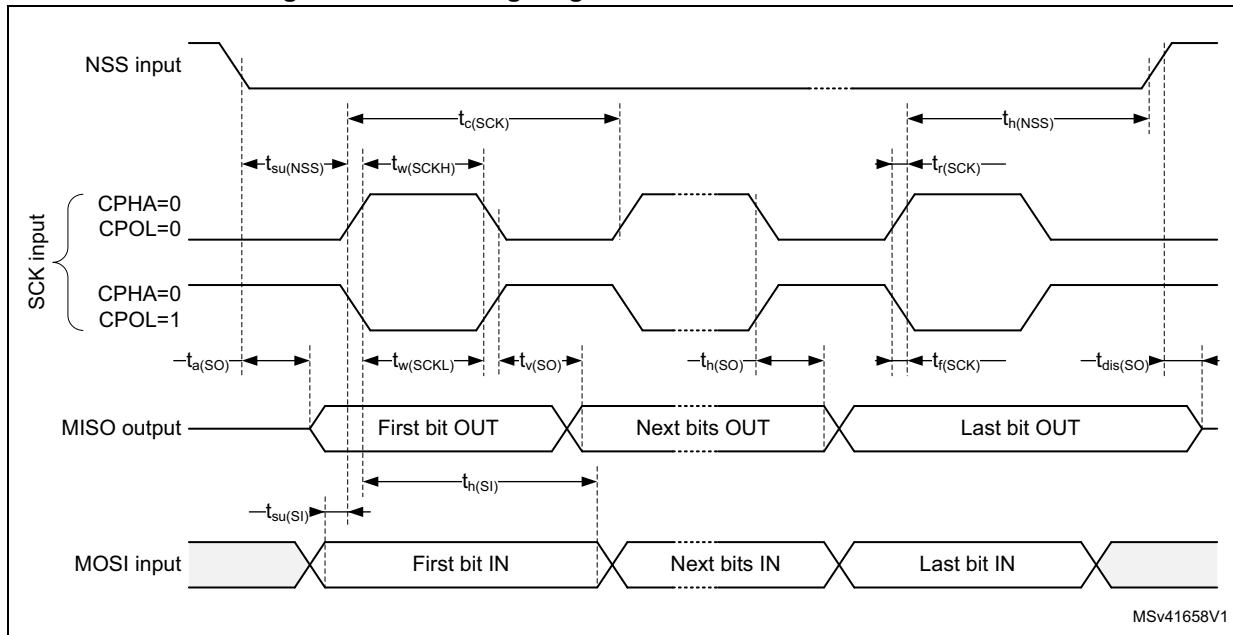 NSS input
tc(SCK)
th(NSS)
tsu(NSS)
tw(SCKH)
tr(SCK)
SCK input
CPHA=0
CPOL=0
CPHA=0
CPOL=1
ta(SO)
tw(SCKL)
tv(SO)
th(SO)
tf(SCK)
tdis(SO)
MISO output
First bit OUT
Next bits OUT
Last bit OUT
th(SI)
tsu(SI)
MOSI input
First bit IN
Next bits IN
Last bit IN
MSv41658V1